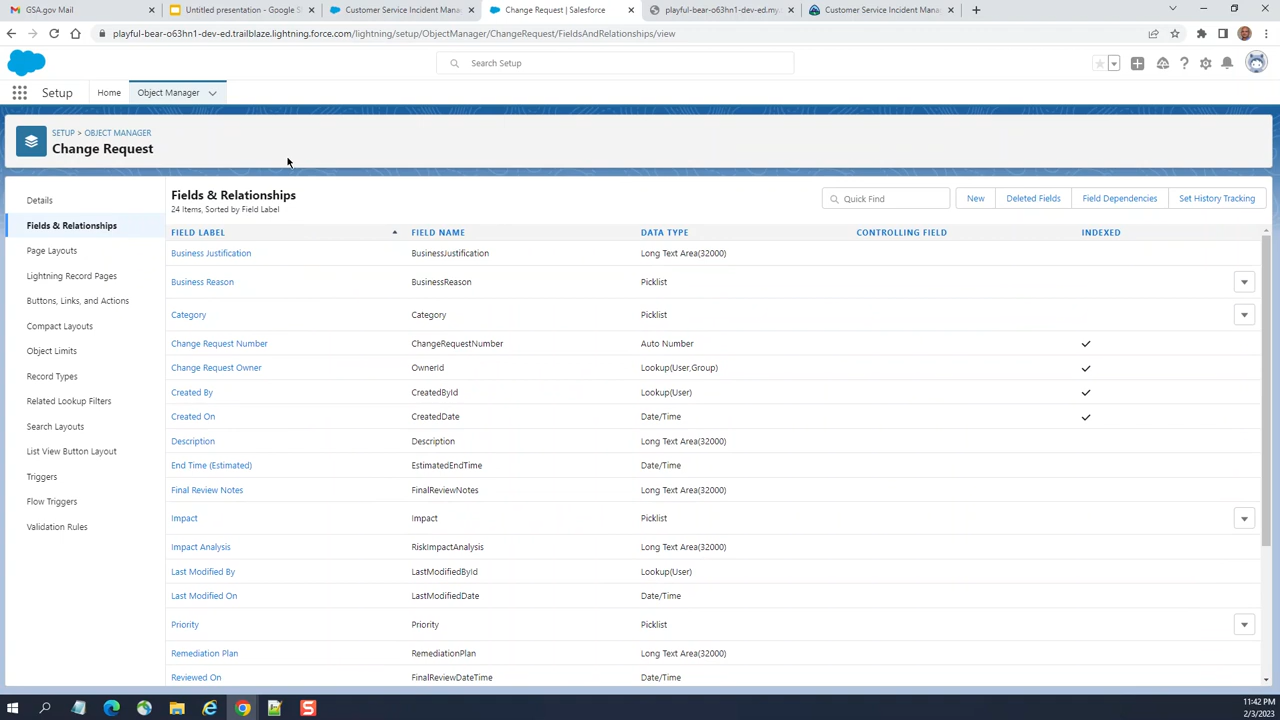 GSA.gov Mail
Untitled presentation - Google S
Customer Service Incident Mana
Change Request | Salesforce
playful-bear-o63hn1-dev-ed.my.
Customer Service Incident Manac
playful-bear-o63hn1-dev-ed.trailblaze.lightning.force.com/lightning/setup/ObjectManager/ChangeRequest/FieldsAndRelationships/view
Search Setup
Setup
Home
Object Manager
SETUP > OBJECT MANAGER
Change Request
Details
Fields & Relationships
Page Layouts
Lightning Record Pages
Buttons, Links, and Actions
Compact Layouts
Object Limits
Record Types
Related Lookup Filters
Search Layouts
List View Button Layout
Triggers
Flow Triggers
Validation Rules
Fields & Relationships
24 Items, Sorted by Field Label
Quick Find
New
Deleted Fields
Field Dependencies
Set History Tracking
FIELD LABEL FIELD NAME DATA TYPE CONTROLLING FIELD INDEXED
Business Justification BusinessJustification Long Text Area(32000)
Business Reason BusinessReason Picklist
Category Category Picklist
Change Request Number ChangeRequestNumber Auto Number
Change Request Owner OwnerId Lookup(User,Group)
Created By CreatedById Lookup(User)
Created On CreatedDate Date/Time
Description Description Long Text Area(32000)
End Time (Estimated) EstimatedEndTime Date/Time
Final Review Notes FinalReviewNotes Long Text Area(32000)
Impact Impact Picklist
Impact Analysis RiskImpactAnalysis Long Text Area(32000)
Last Modified By LastModifiedById Lookup(User)
Last Modified On LastModifiedDate Date/Time
Priority Priority Picklist
Remediation Plan RemediationPlan Long Text Area(32000)
Reviewed On FinalReviewDateTime Date/Time
11:42 PM
2/3/2023